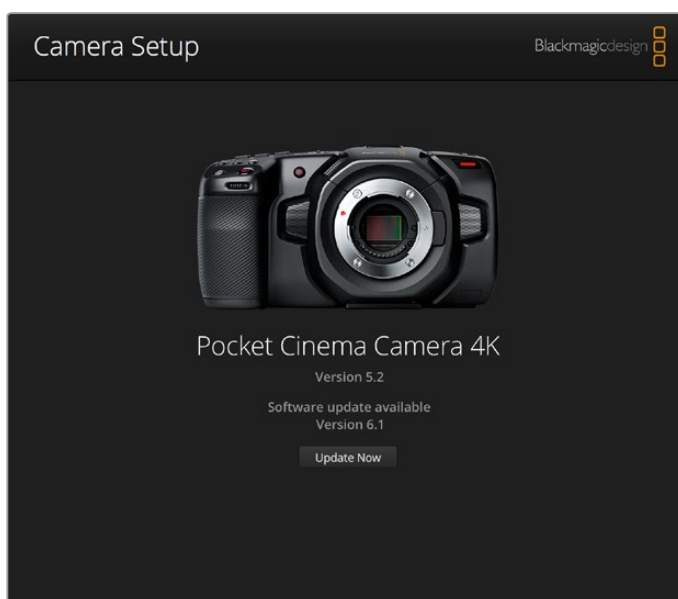 Camera Setup
Blackmagicdesign
Pocket Cinema Camera 4K
Version 5.2
Software update available
Version 6.1
Update Now